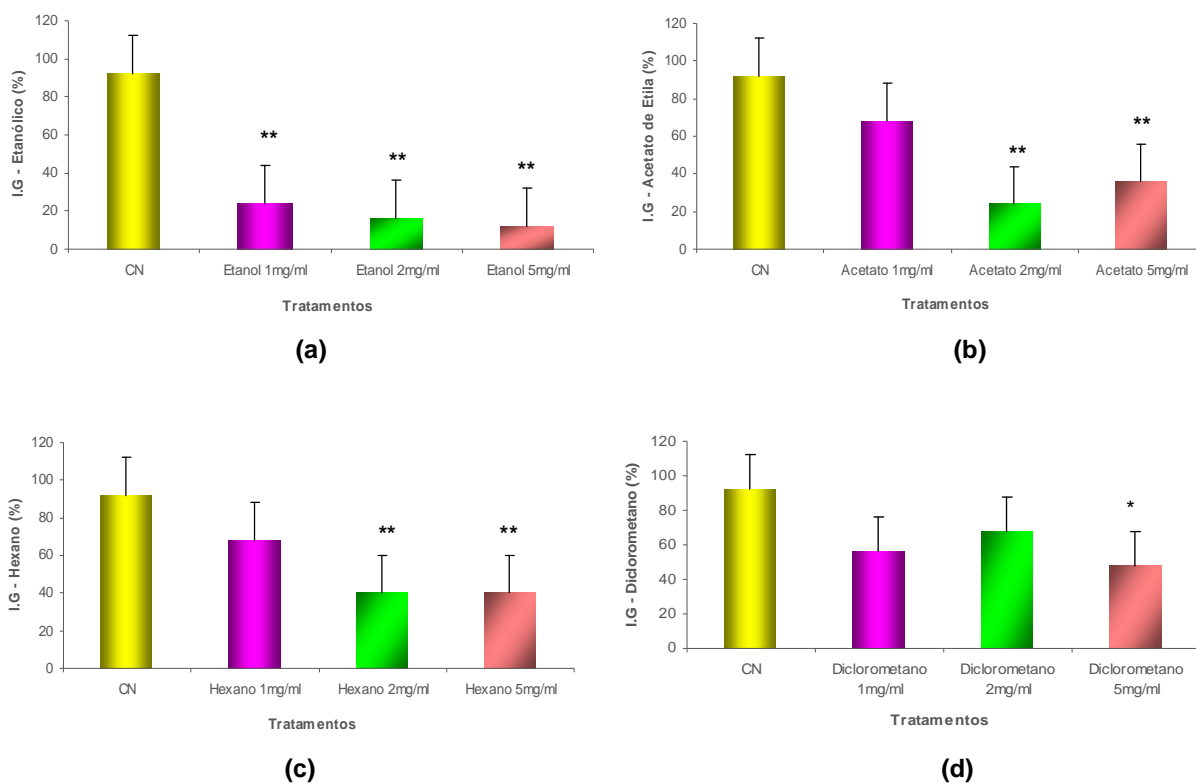 120
100
80
60
40
20
0
I.G - Etanólico (%)
**
**
**
CN
Etanol 1mg/ml
Etanol 2mg/ml
Etanol 5mg/ml
Tratamentos
(a)
120
100
80
60
40
20
0
I.G - Acetato de Etila (%)
**
**
CN
Acetato 1mg/ml
Acetato 2mg/ml
Acetato 5mg/ml
Tratamentos
(b)
120
100
80
60
40
20
0
I.G - Hexano (%)
**
**
CN
Hexano 1mg/ml
Hexano 2mg/ml
Hexano 5mg/ml
Tratamentos
(c)
120
100
80
60
40
20
0
I.G - Diclorometano (%)
*
CN
Diclorometano
1mg/ml
Diclorometano
2mg/ml
Diclorometano
5mg/ml
Tratamentos
(d)